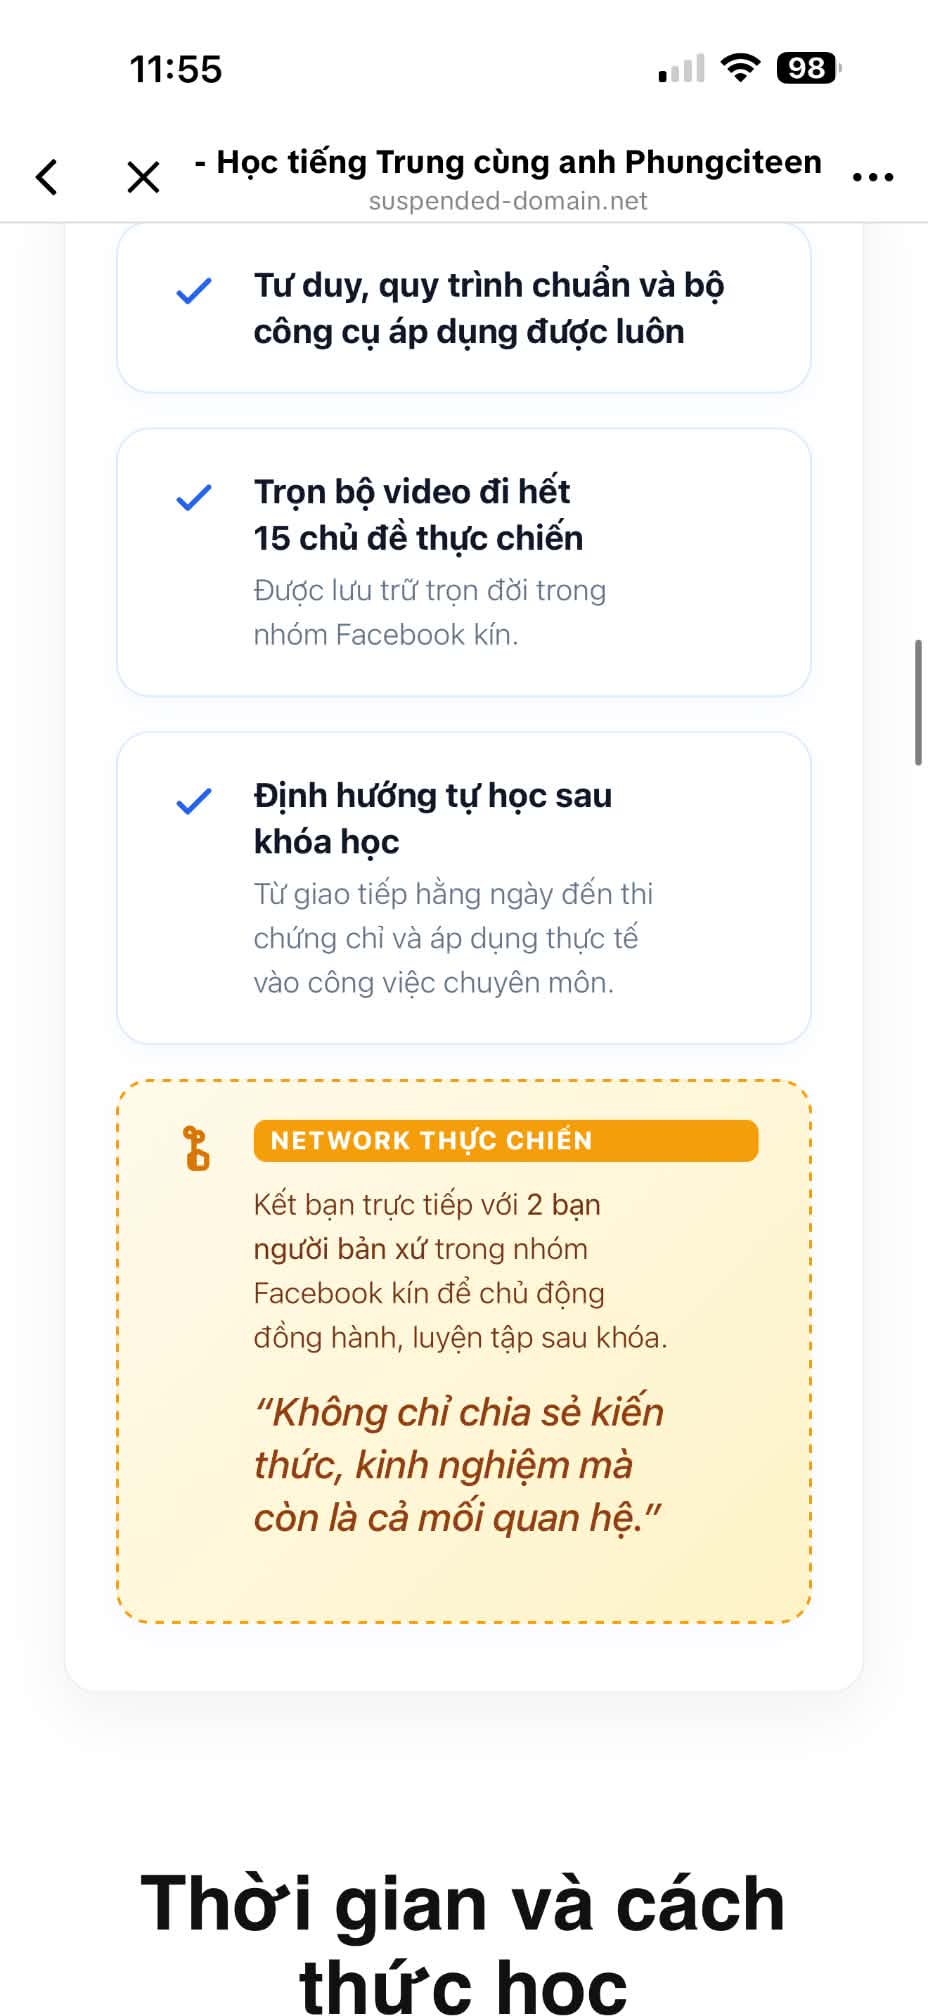 11:55
98
- Học tiếng Trung cùng anh Phungciteen
suspended-domain.net
Tư duy, quy trình chuẩn và bộ
công cụ áp dụng được luôn
Trọn bộ video đi hết
15 chủ đề thực chiến
Được lưu trữ trọn đời trong
nhóm Facebook kín.
Định hướng tự học sau
khóa học
Từ giao tiếp hằng ngày đến thi
chứng chỉ và áp dụng thực tế
vào công việc chuyên môn.
NETWORK THỰC CHIẾN
Kết bạn trực tiếp với 2 bạn
người bản xứ trong nhóm
Facebook kín để chủ động
đồng hành, luyện tập sau khóa.
“Không chỉ chia sẻ kiến
thức, kinh nghiệm mà
còn là cả mối quan hệ.”
Thời gian và cách
thức học